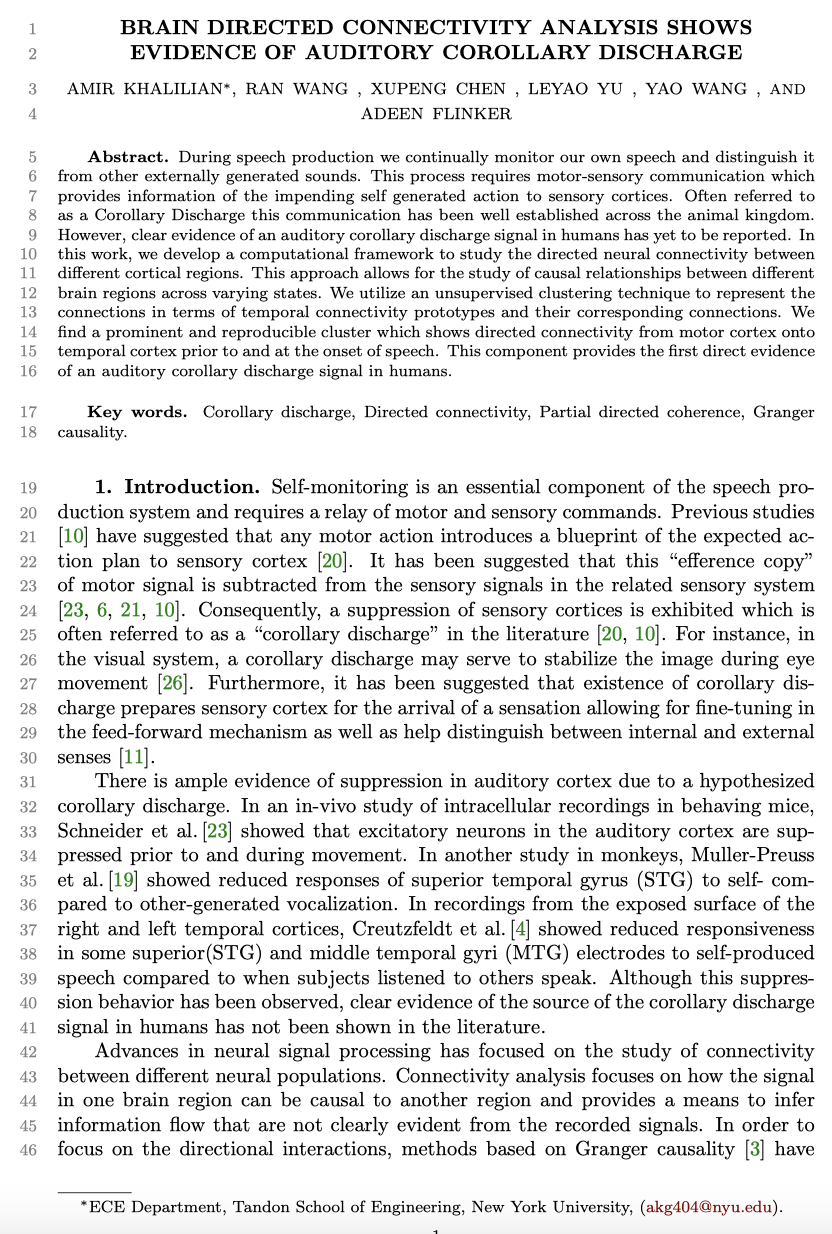 1 BRAIN DIRECTED CONNECTIVITY ANALYSIS SHOWS
2 EVIDENCE OF AUDITORY COROLLARY DISCHARGE
3 AMIR KHALILIAN*, RAN WANG , XUPENG CHEN , LEYAO YU , YAO WANG , AND
4 ADEEN FLINKER
5 Abstract. During speech production we continually monitor our own speech and distinguish it
6 from other externally generated sounds. This process requires motor-sensory communication which
7 provides information of the impending self generated action to sensory cortices. Often referred to
8 as a Corollary Discharge this communication has been well established across the animal kingdom.
9 However, clear evidence of an auditory corollary discharge signal in humans has yet to be reported. In
10 this work, we develop a computational framework to study the directed neural connectivity between
11 different cortical regions. This approach allows for the study of causal relationships between different
12 brain regions across varying states. We utilize an unsupervised clustering technique to represent the
13 connections in terms of temporal connectivity prototypes and their corresponding connections. We
14 find a prominent and reproducible cluster which shows directed connectivity from motor cortex onto
15 temporal cortex prior to and at the onset of speech. This component provides the first direct evidence
16 of an auditory corollary discharge signal in humans.
17 Key words. Corollary discharge, Directed connectivity, Partial directed coherence, Granger
18 causality.
19 1. Introduction. Self-monitoring is an essential component of the speech pro-
20 duction system and requires a relay of motor and sensory commands. Previous studies
21 [10] have suggested that any motor action introduces a blueprint of the expected ac-
22 tion plan to sensory cortex [20]. It has been suggested that this “efference copy”
23 of motor signal is subtracted from the sensory signals in the related sensory system
24 [23, 6, 21, 10]. Consequently, a suppression of sensory cortices is exhibited which is
25 often referred to as a “corollary discharge” in the literature [20, 10]. For instance, in
26 the visual system, a corollary discharge may serve to stabilize the image during eye
27 movement [26]. Furthermore, it has been suggested that existence of corollary dis-
28 charge prepares sensory cortex for the arrival of a sensation allowing for fine-tuning in
29 the feed-forward mechanism as well as help distinguish between internal and external
30 senses [11].
31 There is ample evidence of suppression in auditory cortex due to a hypothesized
32 corollary discharge. In an in-vivo study of intracellular recordings in behaving mice,
33 Schneider et al. [23] showed that excitatory neurons in the auditory cortex are sup-
34 pressed prior to and during movement. In another study in monkeys, Muller-Preuss
35 et al. [19] showed reduced responses of superior temporal gyrus (STG) to self- com-
36 pared to other-generated vocalization. In recordings from the exposed surface of the
37 right and left temporal cortices, Creutzfeldt et al. [4] showed reduced responsiveness
38 in some superior(STG) and middle temporal gyri (MTG) electrodes to self-produced
39 speech compared to when subjects listened to others speak. Although this suppres-
40 sion behavior has been observed, clear evidence of the source of the corollary discharge
41 signal in humans has not been shown in the literature.
42 Advances in neural signal processing has focused on the study of connectivity
43 between different neural populations. Connectivity analysis focuses on how the signal
44 in one brain region can be causal to another region and provides a means to infer
45 information flow that are not clearly evident from the recorded signals. In order to
46 focus on the directional interactions, methods based on Granger causality [3] have
*ECE Department, Tandon School of Engineering, New York University, (akg404@nyu.edu).